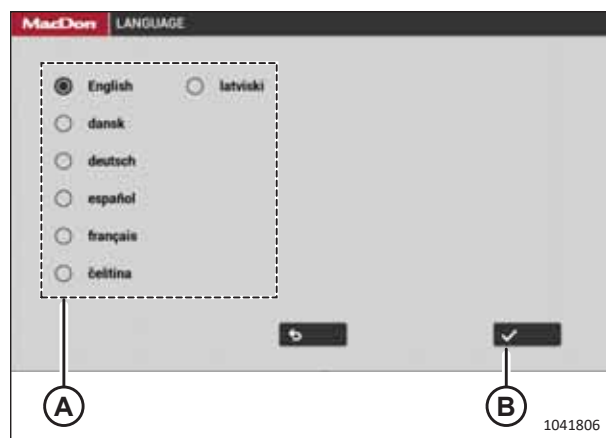 MacDon LANGUAGE
English latviski
dansk
deutsch
español
français
čeština
A B
1041806